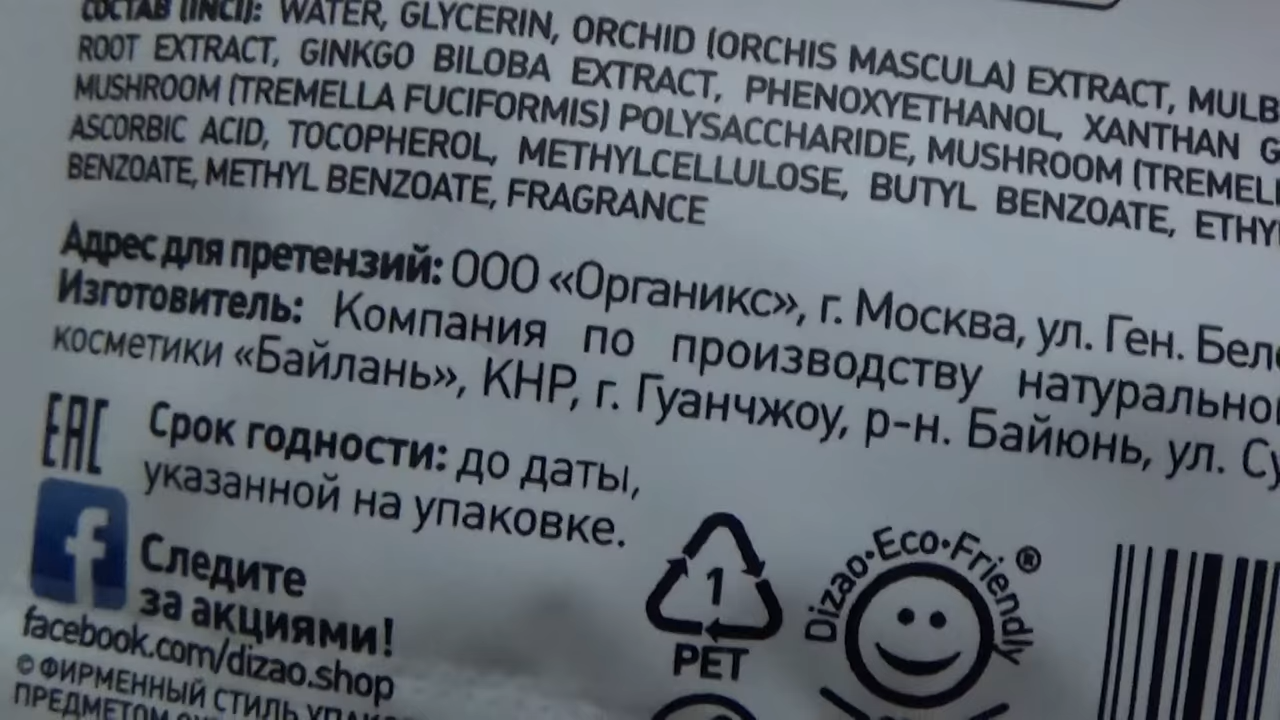 СОСТАВ (INCI): WATER, GLYCERIN, ORCHID (ORCHIS MASCULA) EXTRACT, MULB
ROOT EXTRACT, GINKGO BILOBA EXTRACT, PHENOXYETHANOL, XANTHAN G
MUSHROOM (TREMELLA FUCIFORMIS) POLYSACCHARIDE, MUSHROOM (TREMEL
ASCORBIC ACID, TOCOPHEROL, METHYLCELLULOSE, BUTYL BENZOATE, ETHY
BENZOATE, METHYL BENZOATE, FRAGRANCE
Адрес для претензий: ООО «Органикс», г. Москва, ул. Ген. Бел
Изготовитель: Компания по производству натурально
косметики «Байлань», КНР, г. Гуанчжоу, р-н. Байюнь, ул. Су
EAC
Срок годности: до даты,
указанной на упаковке.
f
Следите
за акциями!
facebook.com/dizao.shop
© ФИРМЕННЫЙ СТИЛЬ
ПРЕДМЕТОМ
1
PET
Dizao•Eco•Friendly®